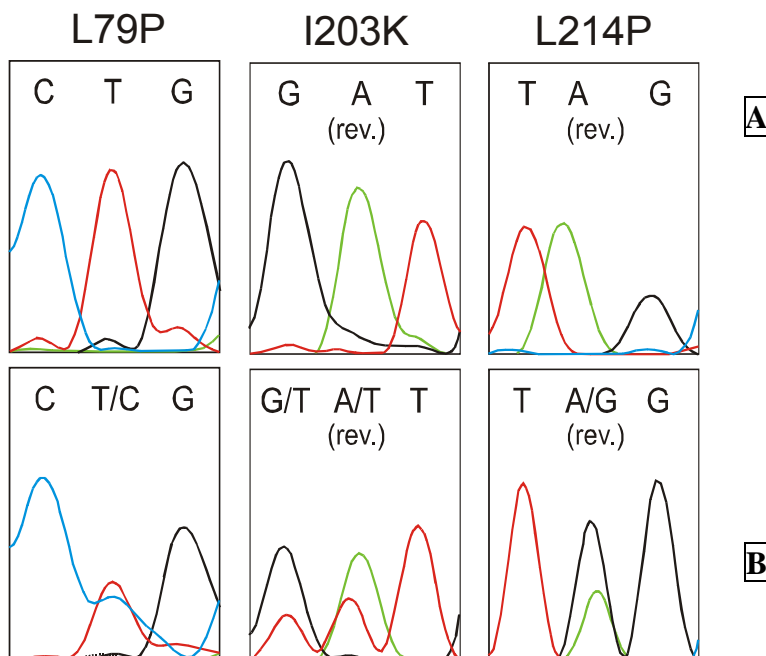 L79P I203K L214P
C T G G A T T A G
(rev.) (rev.)
A
C T/C G G/T A/T T T A/G G
(rev.) (rev.)
B